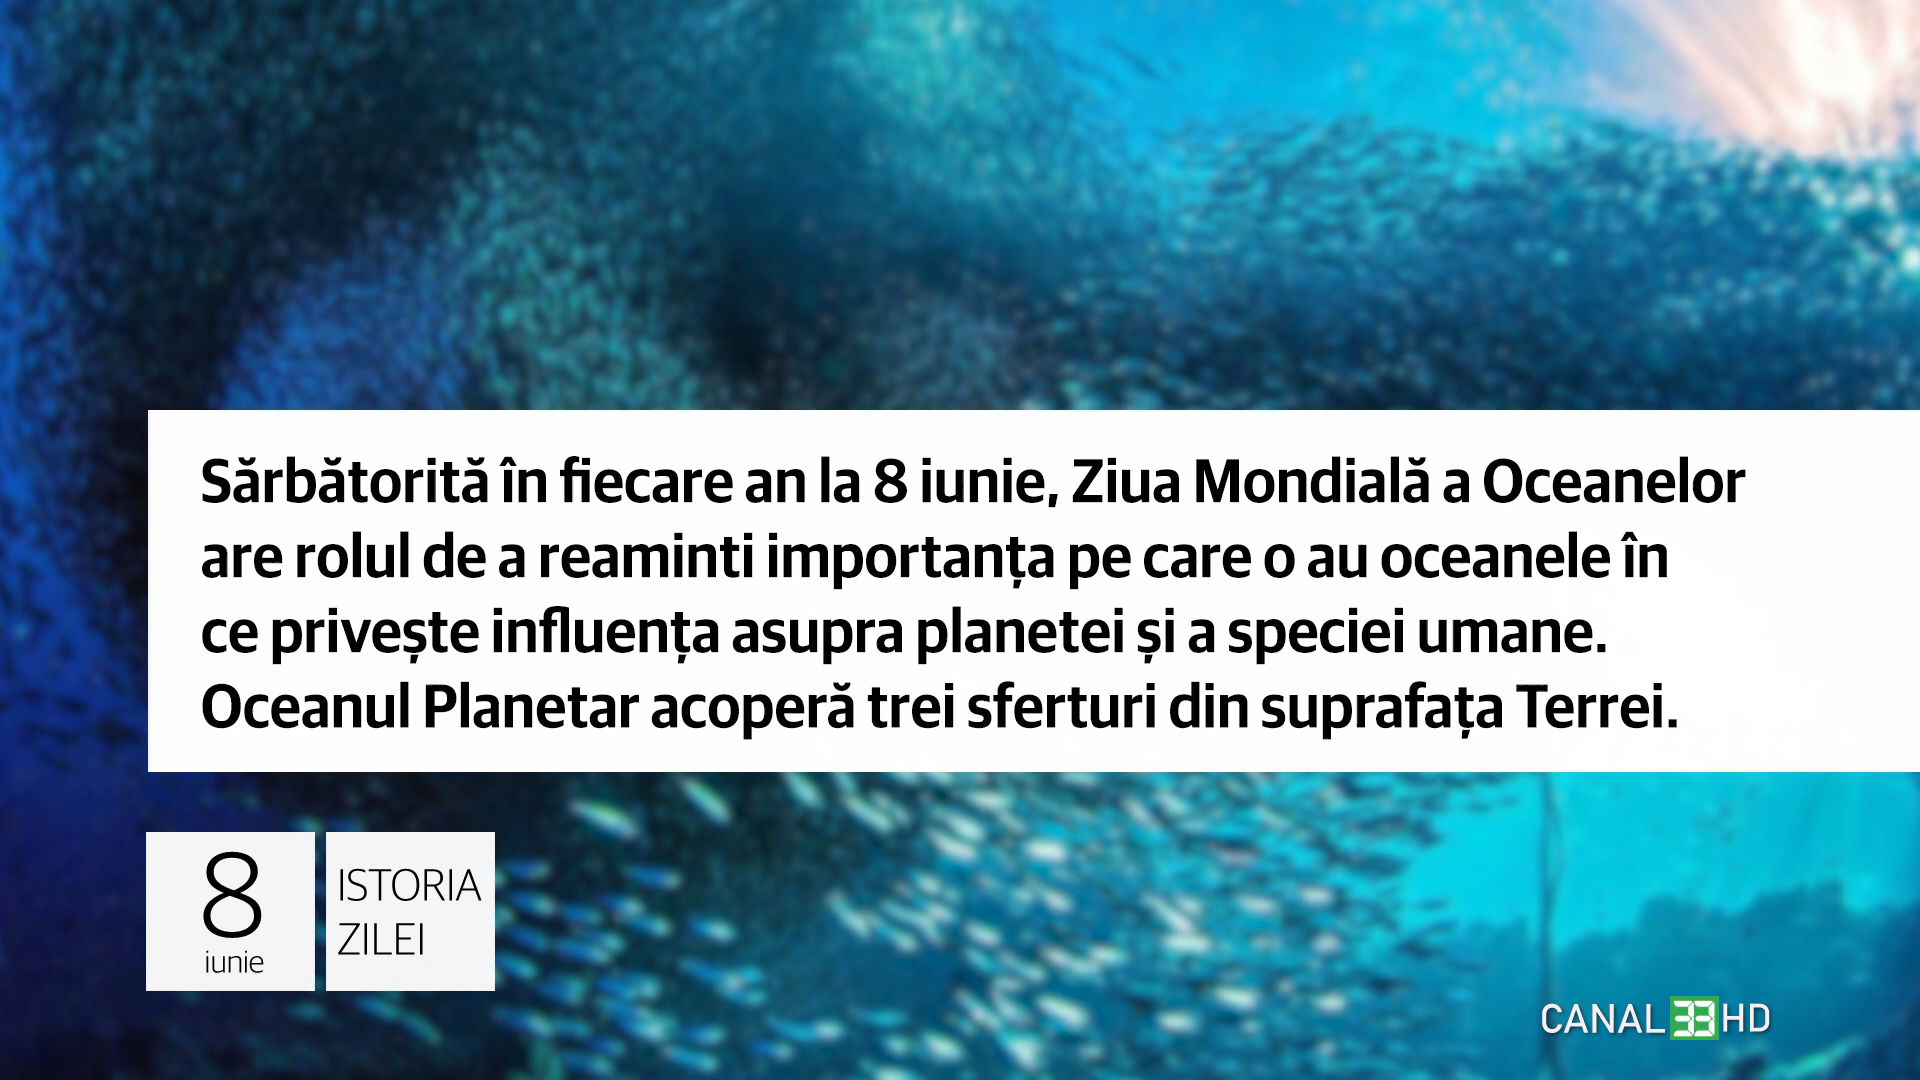 Sărbătorită în fiecare an la 8 iunie, Ziua Mondială a Oceanelor
are rolul de a reaminti importanța pe care o au oceanele în
ce privește influența asupra planetei și a speciei umane.
Oceanul Planetar acoperă trei sferturi din suprafața Terrei.
8
iunie
ISTORIA
ZILEI
CANAL 33 HD